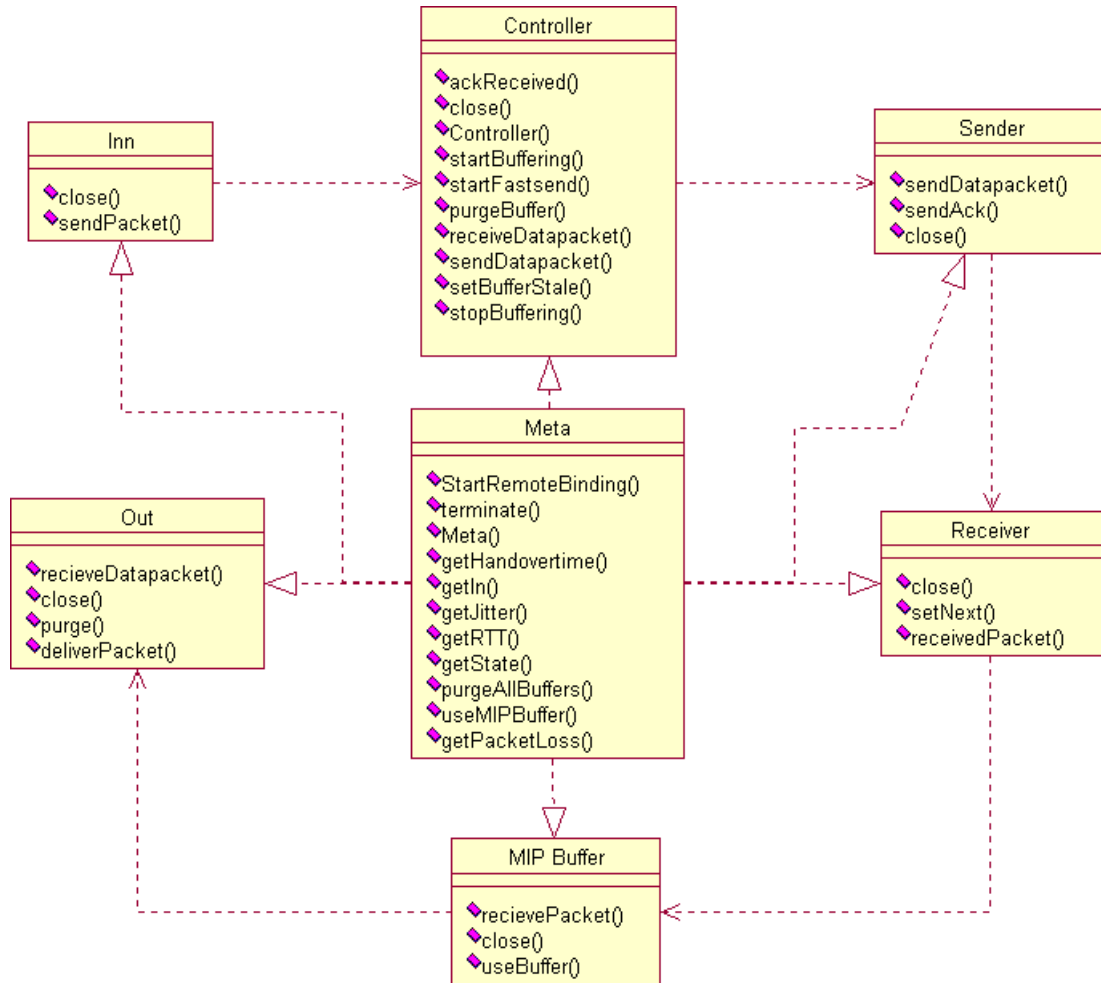 Controller
ackReceived()
close()
Controller()
startBuffering()
startFastsend()
purgeBuffer()
receiveDatapacket()
sendDatapacket()
setBufferStale()
stopBuffering()
Inn
close()
sendPacket()
Sender
sendDatapacket()
sendAck()
close()
Meta
StartRemoteBinding()
terminate()
Meta()
getHandovertime()
getIn()
getJitter()
getRTT()
getState()
purgeAllBuffers()
useMIPBuffer()
getPacketLoss()
Out
recieveDatapacket()
close()
purge()
deliverPacket()
Receiver
close()
setNext()
receivedPacket()
MIP Buffer
recievePacket()
close()
useBuffer()